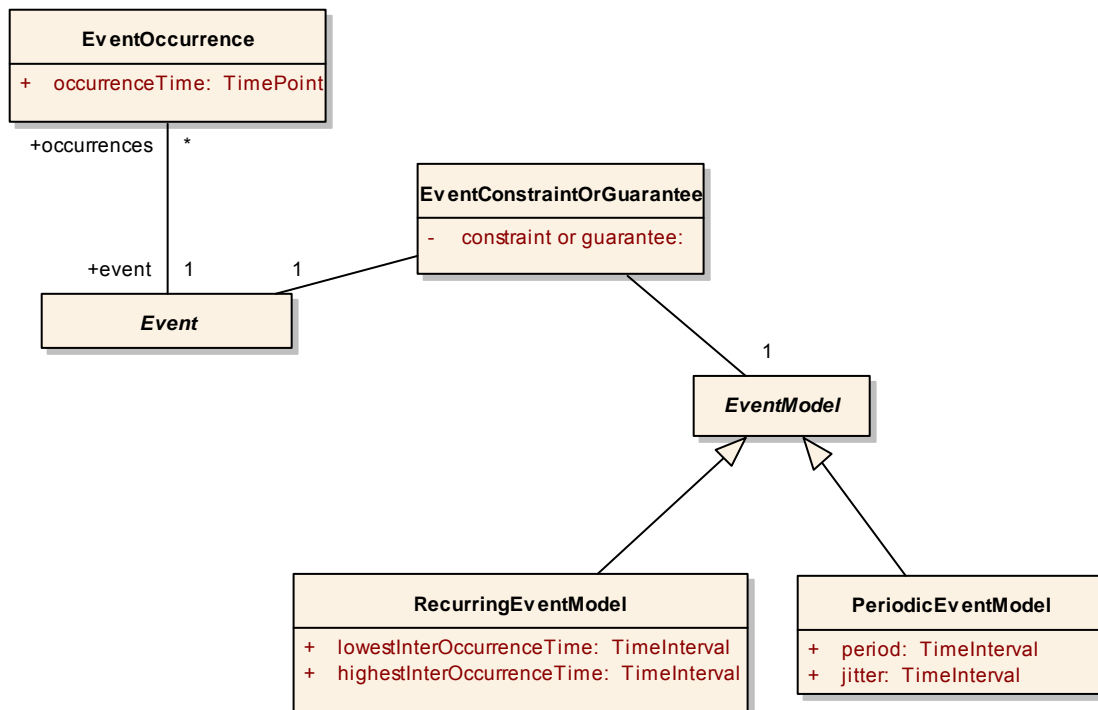 EventOccurrence
+ occurrenceTime: TimePoint
+occurrences *
EventConstraintOrGuarantee
- constraint or guarantee:
+event 1 1
Event
1
EventModel
RecurringEventModel
+ lowestInterOccurrenceTime: TimeInterval
+ highestInterOccurrenceTime: TimeInterval
PeriodicEventModel
+ period: TimeInterval
+ jitter: TimeInterval